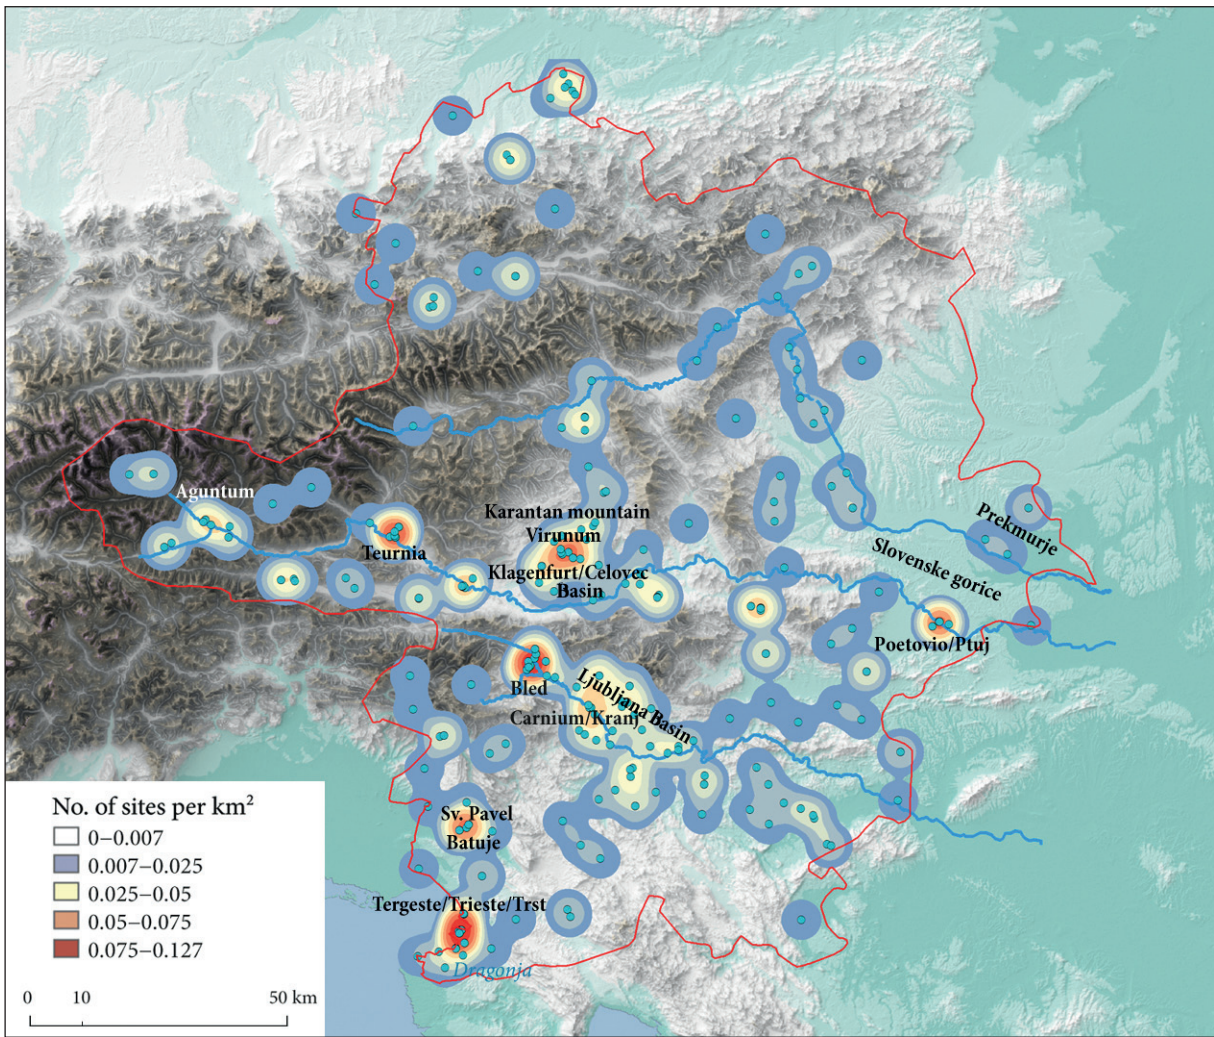 Aguntum
Karantan mountain
Virunum
Teurnia
Klagenfurt/Celovec
Basin
Prekmurje
Slovenske gorice
Poetovio/Ptuj
Bled
Ljubljana Basin
Carnium/Kranj
Sv. Pavel
Batuje
Tergeste/Trieste/Trst
Dragonja
No. of sites per km²
0–0.007
0.007–0.025
0.025–0.05
0.05–0.075
0.075–0.127
0 10 50 km